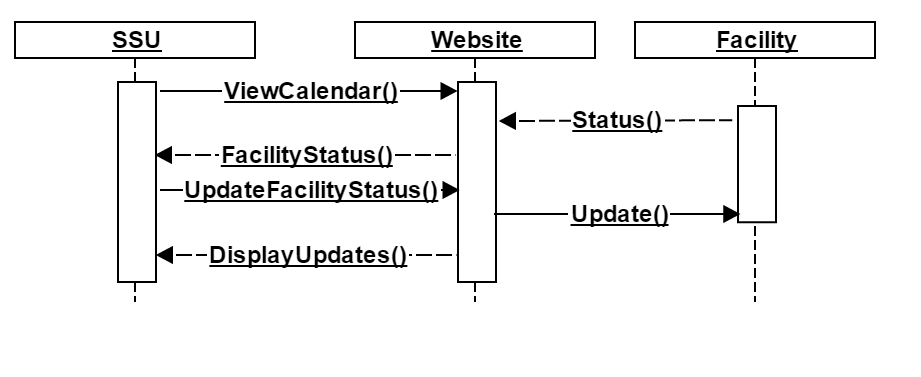 SSU
Website
Facility
ViewCalendar()
Status()
FacilityStatus()
UpdateFacilityStatus()
Update()
DisplayUpdates()